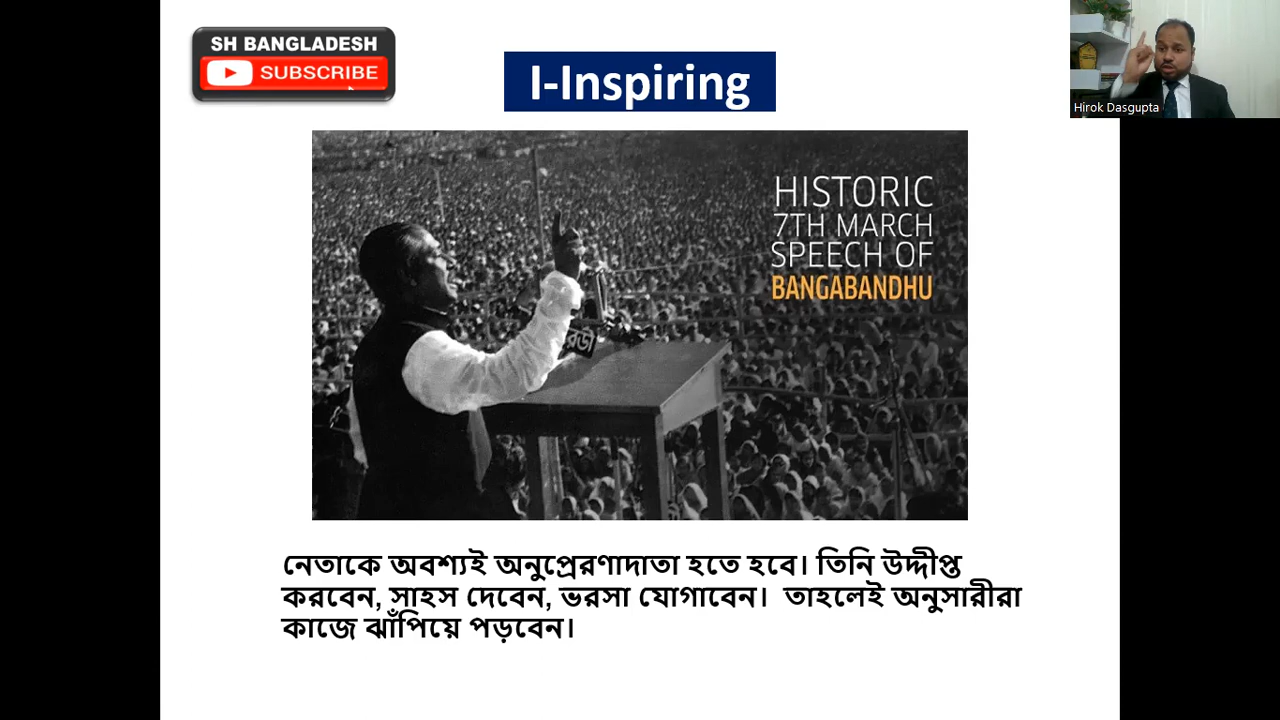 SH BANGLADESH
SUBSCRIBE
I-Inspiring
Hirok Dasgupta
HISTORIC
7TH MARCH
SPEECH OF
BANGABANDHU
নেতাকে অবশ্যই অনুপ্রেরণাদাতা হতে হবে। তিনি উদ্দীপ্ত
করবেন, সাহস দেবেন, ভরসা যোগাবেন। তাহলেই অনুসারীরা
কাজে ঝাঁপিয়ে পড়বেন।